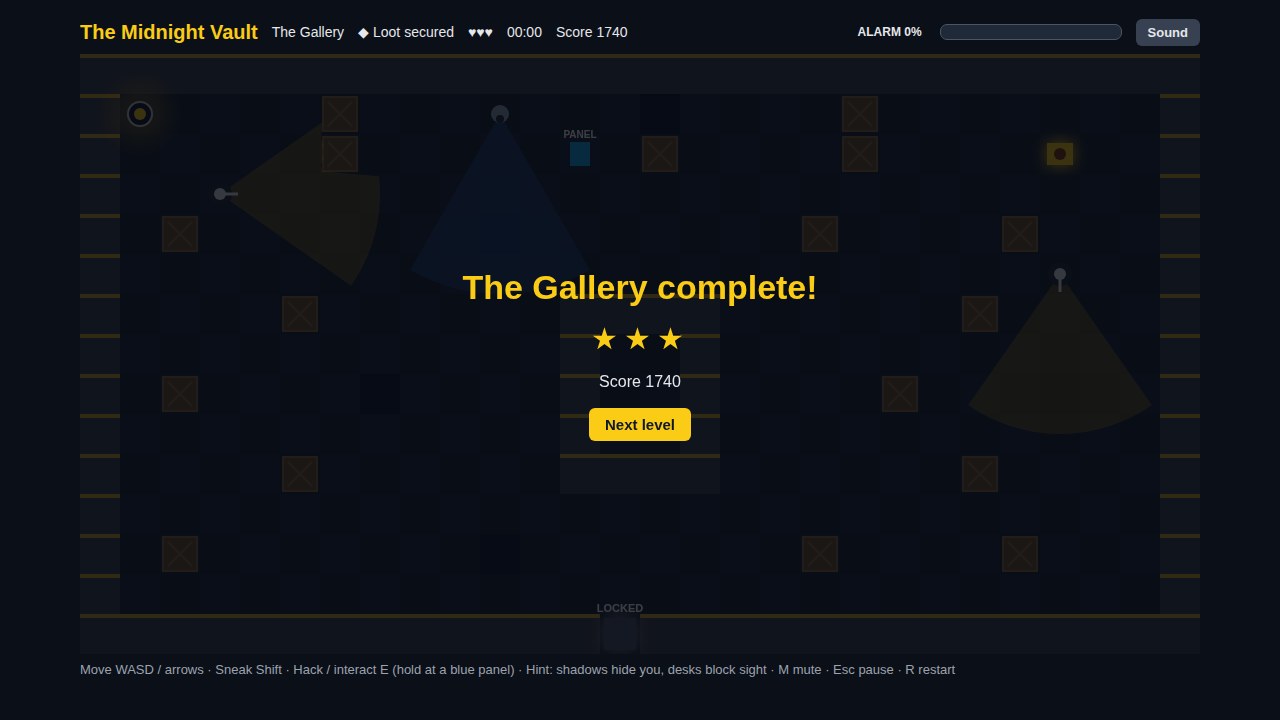 The Midnight Vault The Gallery ◆ Loot secured ♥♥♥ 00:00 Score 1740 ALARM 0% Sound
PANEL
The Gallery complete!
★ ★ ★
Score 1740
Next level
LOCKED
Move WASD / arrows · Sneak Shift · Hack / interact E (hold at a blue panel) · Hint: shadows hide you, desks block sight · M mute · Esc pause · R restart